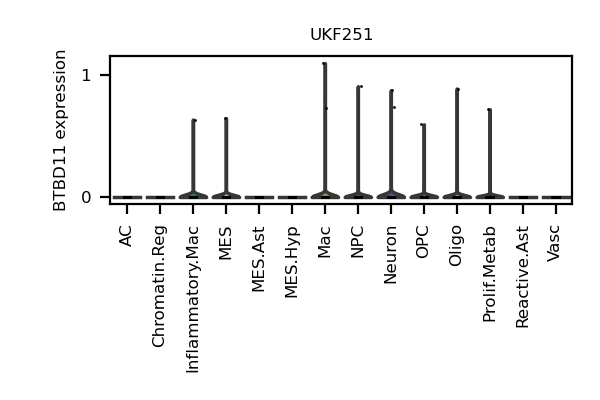 UKF251
BTBD11 expression
1
0
AC
Chromatin.Reg
Inflammatory.Mac
MES
MES.Ast
MES.Hyp
Mac
NPC
Neuron
OPC
Oligo
Prolif.Metab
Reactive.Ast
Vasc